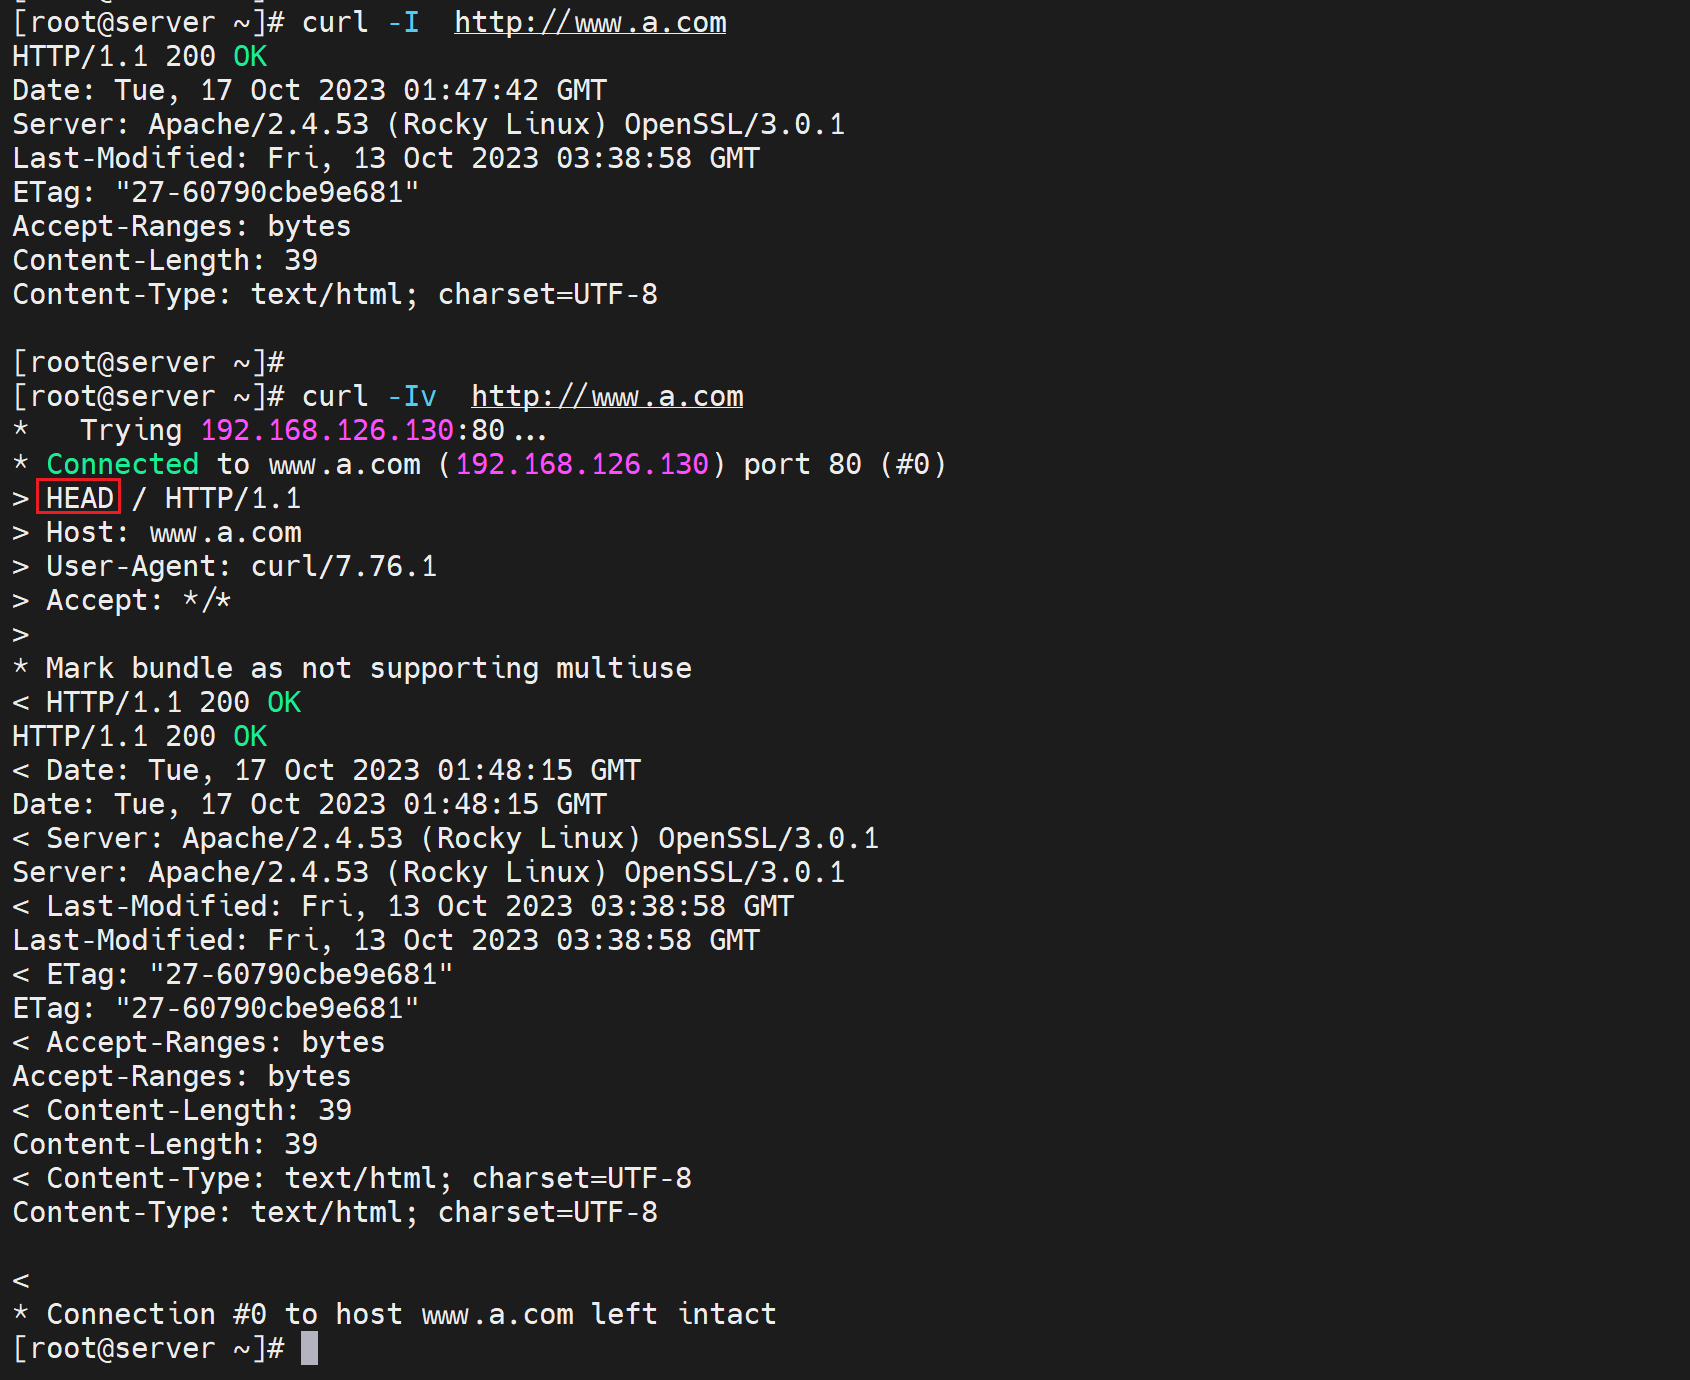 [root@server ~]# curl -I  http://www.a.com
HTTP/1.1 200 OK
Date: Tue, 17 Oct 2023 01:47:42 GMT
Server: Apache/2.4.53 (Rocky Linux) OpenSSL/3.0.1
Last-Modified: Fri, 13 Oct 2023 03:38:58 GMT
ETag: "27-60790cbe9e681"
Accept-Ranges: bytes
Content-Length: 39
Content-Type: text/html; charset=UTF-8
[root@server ~]#
[root@server ~]# curl -Iv  http://www.a.com
*   Trying 192.168.126.130:80...
* Connected to www.a.com (192.168.126.130) port 80 (#0)
> HEAD / HTTP/1.1
> Host: www.a.com
> User-Agent: curl/7.76.1
> Accept: */*
>
* Mark bundle as not supporting multiuse
< HTTP/1.1 200 OK
HTTP/1.1 200 OK
< Date: Tue, 17 Oct 2023 01:48:15 GMT
Date: Tue, 17 Oct 2023 01:48:15 GMT
< Server: Apache/2.4.53 (Rocky Linux) OpenSSL/3.0.1
Server: Apache/2.4.53 (Rocky Linux) OpenSSL/3.0.1
< Last-Modified: Fri, 13 Oct 2023 03:38:58 GMT
Last-Modified: Fri, 13 Oct 2023 03:38:58 GMT
< ETag: "27-60790cbe9e681"
ETag: "27-60790cbe9e681"
< Accept-Ranges: bytes
Accept-Ranges: bytes
< Content-Length: 39
Content-Length: 39
< Content-Type: text/html; charset=UTF-8
Content-Type: text/html; charset=UTF-8
<
* Connection #0 to host www.a.com left intact
[root@server ~]#